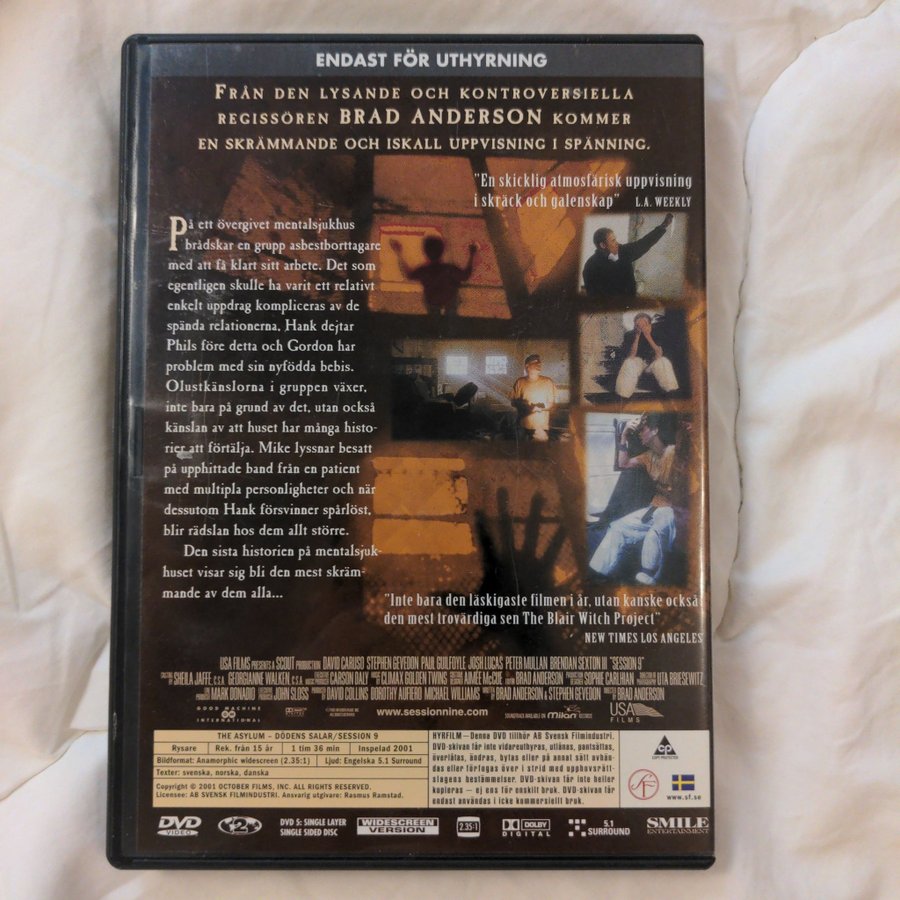 ENDAST FÖR UTHYRNING
FRÅN DEN LYSANDE OCH KONTROVERSIELLA
REGISSÖREN BRAD ANDERSON KOMMER
EN SKRÄMMANDE OCH ISKALL UPPVISNING I SPÄNNING.
"En skicklig atmosfärisk uppvisning
i skräck och galenskap" L.A. WEEKLY
På ett övergivet mentalsjukhus
brådskar en grupp asbestborttagare
med att få klart sitt arbete. Det som
egentligen skulle ha varit ett relativt
enkelt uppdrag kompliceras av de
spända relationerna. Hank dejtar
Phils före detta och Gordon har
problem med sin nyfödda bebis.
Olustkänslorna i gruppen växer,
inte bara på grund av det, utan också
känslan av att huset har många histo-
rier att förtälja. Mike lyssnar besatt
på upphittade band från en patient
med multipla personligheter och när
dessutom Hank försvinner spårlöst,
blir rädslan hos dem allt större.
Den sista historien på mentalsjuk-
huset visar sig bli den mest skräm-
mande av dem alla...
"Inte bara den läskigaste filmen i år, utan kanske också
den mest trovärdiga sen The Blair Witch Project"
NEW TIMES LOS ANGELES
USA FILMS PRESENTS A SCOUT PRODUCTION DAVID CARUSO STEPHEN GEVEDON PAUL GUILFOYLE JOSH LUCAS PETER MULLAN BRENDAN SEXTON III "SESSION 9"
SHEILA JAFFE, C.S.A. GEORGIANNE WALKEN, C.S.A. CARSON DALY CLIMAX GOLDEN TWINS AIMÉE McCUE BRAD ANDERSON SOPHIE CARLHIAN UTA BRIESEWITZ
MARK DONADIO JOHN SLOSS DAVID COLLINS DOROTHY AUFIERO MICHAEL WILLIAMS BRAD ANDERSON & STEPHEN GEVEDON BRAD ANDERSON
GOOD MACHINE
INTERNATIONAL
www.sessionnine.com
SOUNDTRACK AVAILABLE ON Milan RECORDS
USA
FILMS
THE ASYLUM - DÖDENS SALAR/SESSION 9
Rysare Rek. från 15 år 1 tim 36 min Inspelad 2001
Bildformat: Anamorphic widescreen (2.35:1) Ljud: Engelska 5.1 Surround
Texter: svenska, norska, danska
Copyright © 2001 OCTOBER FILMS, INC. ALL RIGHTS RESERVED.
Licensee: AB SVENSK FILMINDUSTRI. Ansvarig utgivare: Rasmus Ramstad.
HYRFILM-Denna DVD tillhör AB Svensk Filmindustri.
DVD-skivan får inte vidareuthyras, utlånas, pantsättas,
överlåtas, ändras, bytas eller på annat sätt avhän-
das eller förfogas över i strid med upphovsrätt-
slagens bestämmelser. DVD-skivan får inte heller
kopieras - ej ens för enskilt bruk. DVD-skivan får
endast användas i icke kommersiellt bruk.
CP
COPY PROTECTED
SF
www.sf.se
DVD
VIDEO
2
DVD 5: SINGLE LAYER
SINGLE SIDED DISC
WIDESCREEN
VERSION
2.35:1
DOLBY
DIGITAL
5.1
SURROUND
SMILE
ENTERTAINMENT